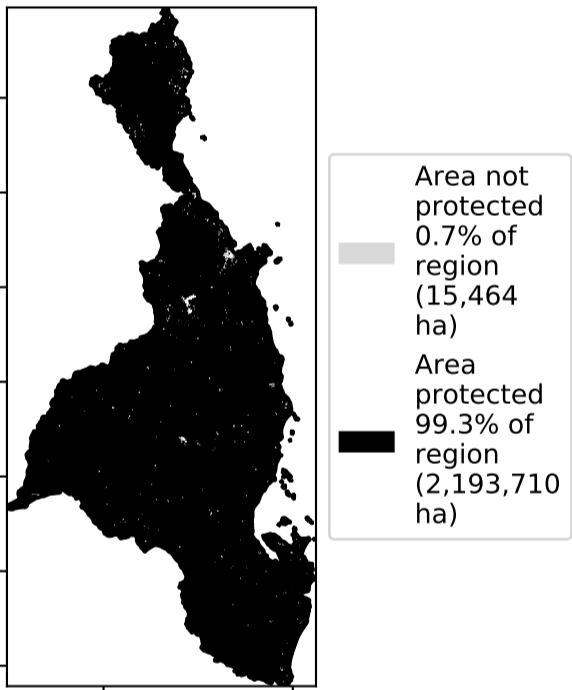 Area not
protected
0.7% of
region
(15,464
ha)
Area
protected
99.3% of
region
(2,193,710
ha)